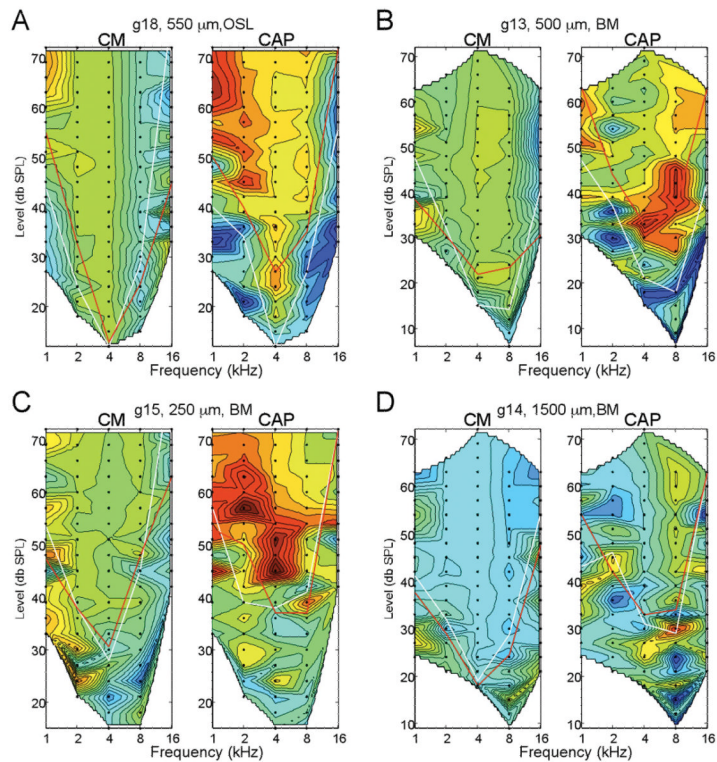 A
g18, 550 µm,OSL
CM CAP
Level (db SPL)
70
60
50
40
30
20
1 2 4 8 16 1 2 4 8 16
Frequency (kHz)
B
g13, 500 µm, BM
CM CAP
Level (db SPL)
70
60
50
40
30
20
10
1 2 4 8 16 1 2 4 8 16
Frequency (kHz)
C
g15, 250 µm, BM
CM CAP
Level (db SPL)
70
60
50
40
30
20
1 2 4 8 16 1 2 4 8 16
Frequency (kHz)
D
g14, 1500 µm,BM
CM CAP
Level (db SPL)
70
60
50
40
30
20
10
1 2 4 8 16 1 2 4 8 16
Frequency (kHz)